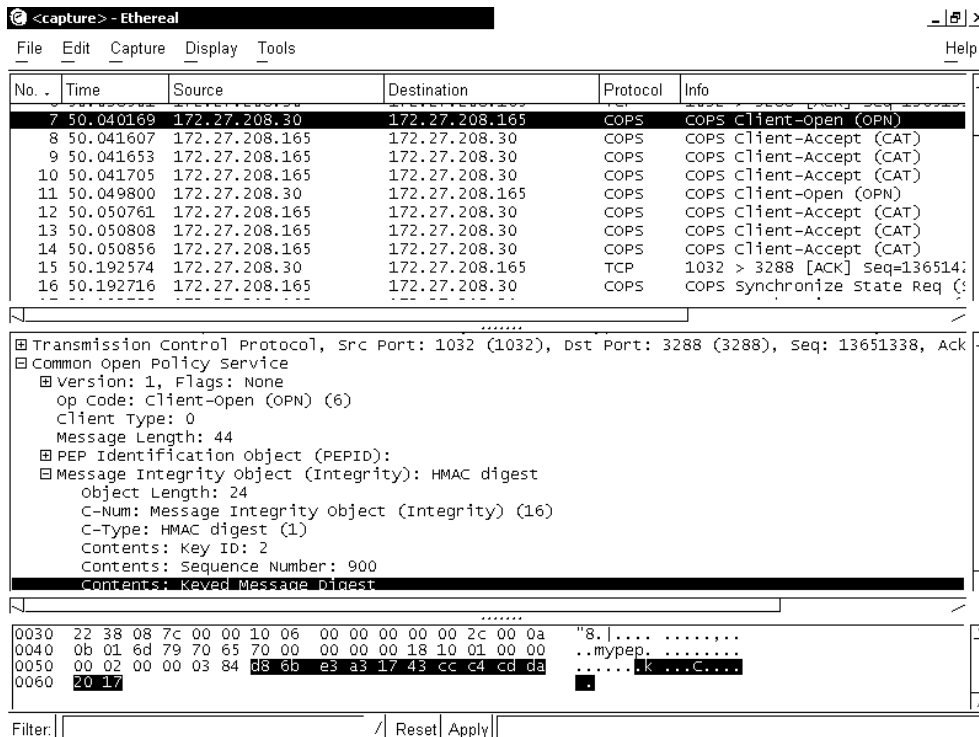 <capture> - Ethereal
File Edit Capture Display Tools Help
No. Time Source Destination Protocol Info
7 50.040169 172.27.208.30 172.27.208.165 COPS COPS Client-Open (OPN)
8 50.041607 172.27.208.165 172.27.208.30 COPS COPS Client-Accept (CAT)
9 50.041653 172.27.208.165 172.27.208.30 COPS COPS Client-Accept (CAT)
10 50.041705 172.27.208.165 172.27.208.30 COPS COPS Client-Accept (CAT)
11 50.049800 172.27.208.30 172.27.208.165 COPS COPS Client-Open (OPN)
12 50.050761 172.27.208.165 172.27.208.30 COPS COPS Client-Accept (CAT)
13 50.050808 172.27.208.165 172.27.208.30 COPS COPS Client-Accept (CAT)
14 50.050856 172.27.208.165 172.27.208.30 COPS COPS Client-Accept (CAT)
15 50.192574 172.27.208.30 172.27.208.165 TCP 1032 > 3288 [ACK] Seq=1365142
16 50.192716 172.27.208.165 172.27.208.30 COPS COPS Synchronize State Req (S
Transmission Control Protocol, Src Port: 1032 (1032), Dst Port: 3288 (3288), Seq: 13651338, Ack
Common Open Policy Service
Version: 1, Flags: None
Op Code: Client-Open (OPN) (6)
Client Type: 0
Message Length: 44
PEP Identification Object (PEPID):
Message Integrity Object (Integrity): HMAC digest
Object Length: 24
C-Num: Message Integrity Object (Integrity) (16)
C-Type: HMAC digest (1)
Contents: Key ID: 2
Contents: Sequence Number: 900
Contents: Keyed Message Digest
0030 22 38 08 7c 00 00 10 06 00 00 00 00 00 2c 00 0a "8.|.... .....,..
0040 0b 01 6d 79 70 65 70 00 00 00 00 18 10 01 00 00 ..mypep. ........
0050 00 02 00 00 03 84 d8 6b e3 a3 17 43 cc c4 cd da .......k ...C....
0060 20 17 .
Filter: / Reset Apply